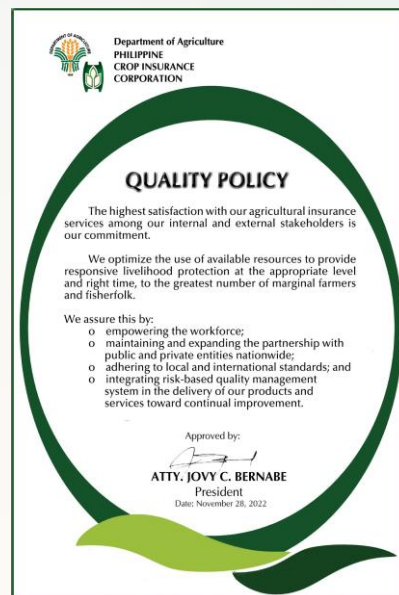 Department of Agriculture
PHILIPPINE
CROP INSURANCE
CORPORATION
QUALITY POLICY
The highest satisfaction with our agricultural insurance
services among our internal and external stakeholders is
our commitment.
We optimize the use of available resources to provide
responsive livelihood protection at the appropriate level
and right time, to the greatest number of marginal farmers
and fisherfolk.
We assure this by:
o empowering the workforce;
o maintaining and expanding the partnership with
public and private entities nationwide;
o adhering to local and international standards; and
o integrating risk-based quality management
system in the delivery of our products and
services toward continual improvement.
Approved by:
ATTY. JOVY C. BERNABE
President
Date: November 28, 2022